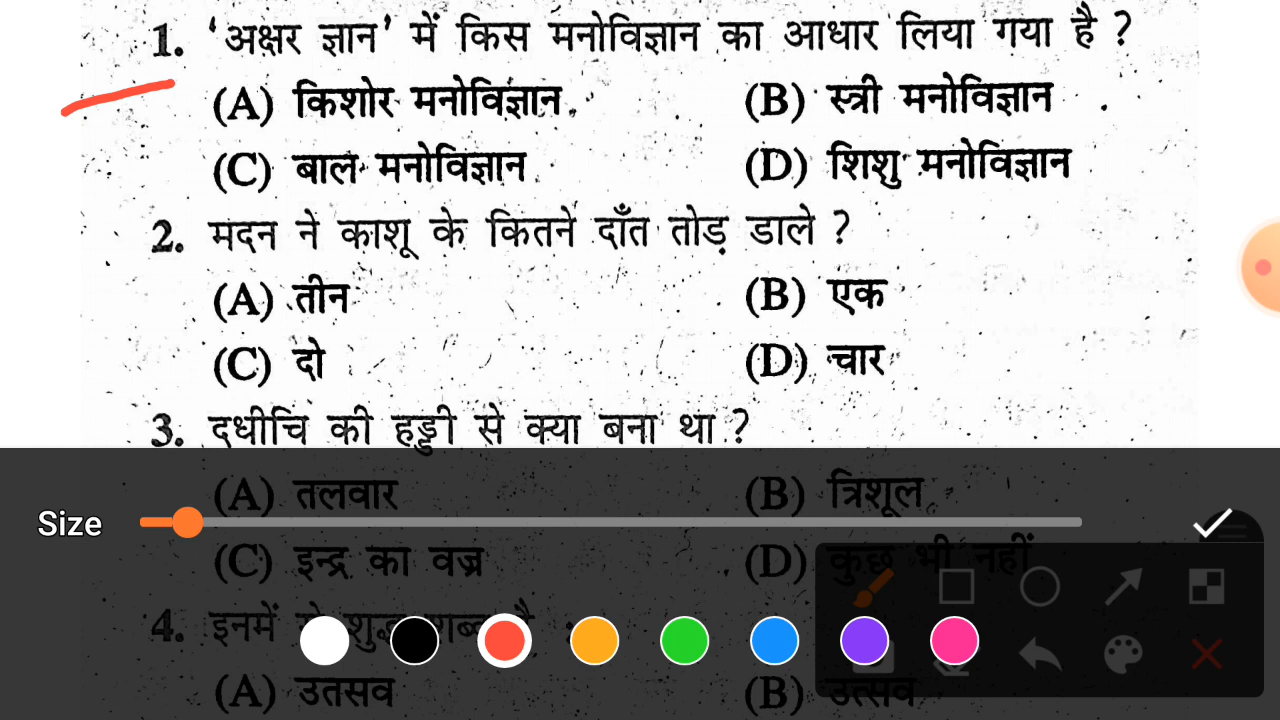 1. 'अक्षर ज्ञान' में किस मनोविज्ञान का आधार लिया गया है ?
(A) किशोर मनोविज्ञान (B) स्त्री मनोविज्ञान
(C) बाल मनोविज्ञान (D) शिशु मनोविज्ञान
2. मदन ने काशू के कितने दाँत तोड़ डाले ?
(A) तीन (B) एक
(C) दो (D) चार
3. दधीचि की हड्डी से क्या बना था ?
(A) तलवार (B) त्रिशूल
Size
(C) इन्द्र का वज्र (D) कुछ भी नहीं
4. इनमें से शुद्ध शब्द है
(A) उतसव (B) उत्सव